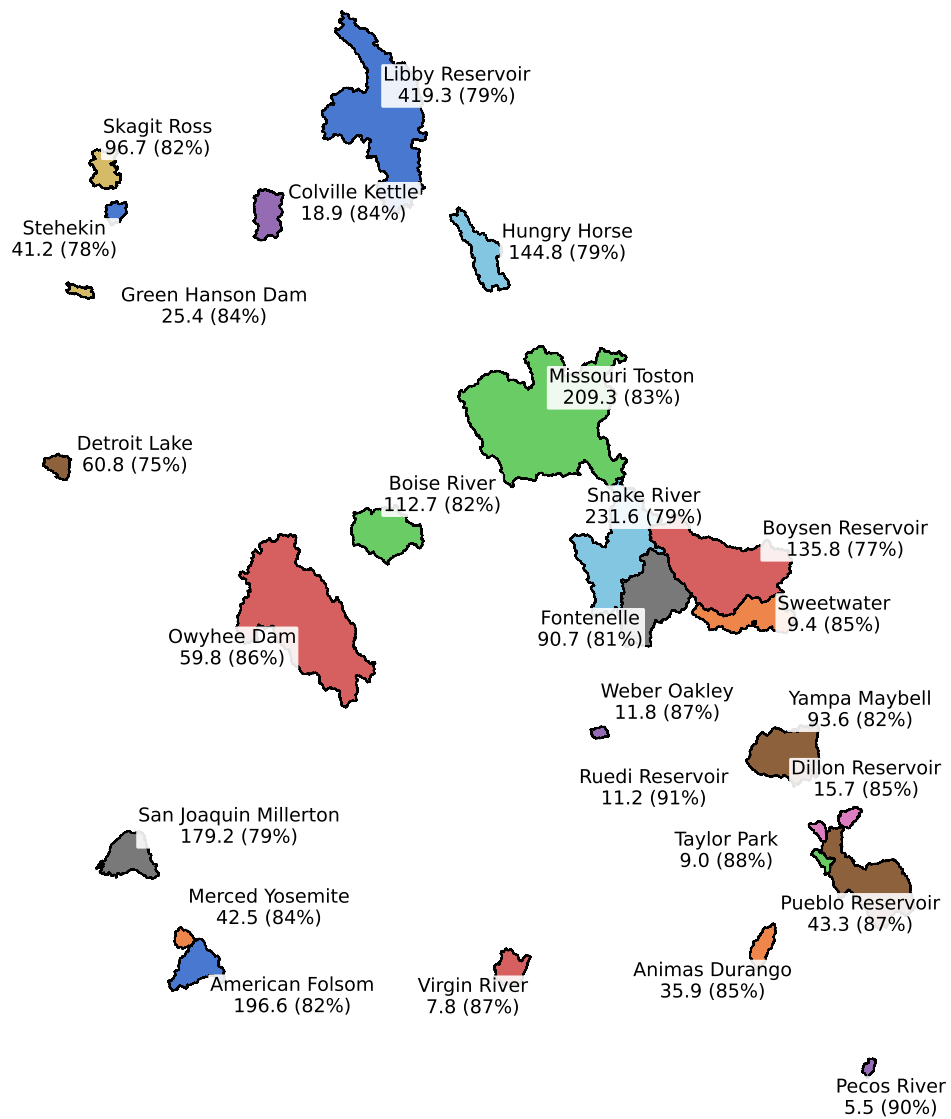 Libby Reservoir
419.3 (79%)
Skagit Ross
96.7 (82%)
Colville Kettle
18.9 (84%)
Stehekin
41.2 (78%)
Hungry Horse
144.8 (79%)
Green Hanson Dam
25.4 (84%)
Missouri Toston
209.3 (83%)
Detroit Lake
60.8 (75%)
Boise River
112.7 (82%)
Snake River
231.6 (79%)
Boysen Reservoir
135.8 (77%)
Sweetwater
9.4 (85%)
Fontenelle
90.7 (81%)
Owyhee Dam
59.8 (86%)
Weber Oakley
11.8 (87%)
Yampa Maybell
93.6 (82%)
Dillon Reservoir
15.7 (85%)
Ruedi Reservoir
11.2 (91%)
San Joaquin Millerton
179.2 (79%)
Taylor Park
9.0 (88%)
Merced Yosemite
42.5 (84%)
Pueblo Reservoir
43.3 (87%)
Animas Durango
35.9 (85%)
American Folsom
196.6 (82%)
Virgin River
7.8 (87%)
Pecos River
5.5 (90%)